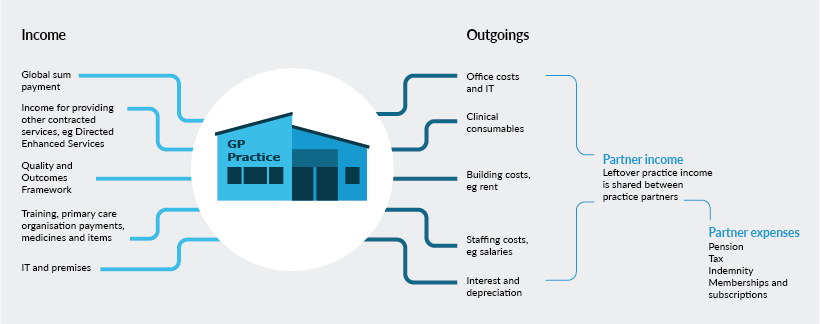 Income
Global sum
payment
Income for providing
other contracted
services, eg Directed
Enhanced Services
Quality and
Outcomes
Framework
Training, primary care
organisation payments,
medicines and items
IT and premises
GP
Practice
Outgoings
Office costs
and IT
Clinical
consumables
Building costs,
eg rent
Staffing costs,
eg salaries
Interest and
depreciation
Partner income
Leftover practice income
is shared between
practice partners
Partner expenses
Pension
Tax
Indemnity
Memberships and
subscriptions